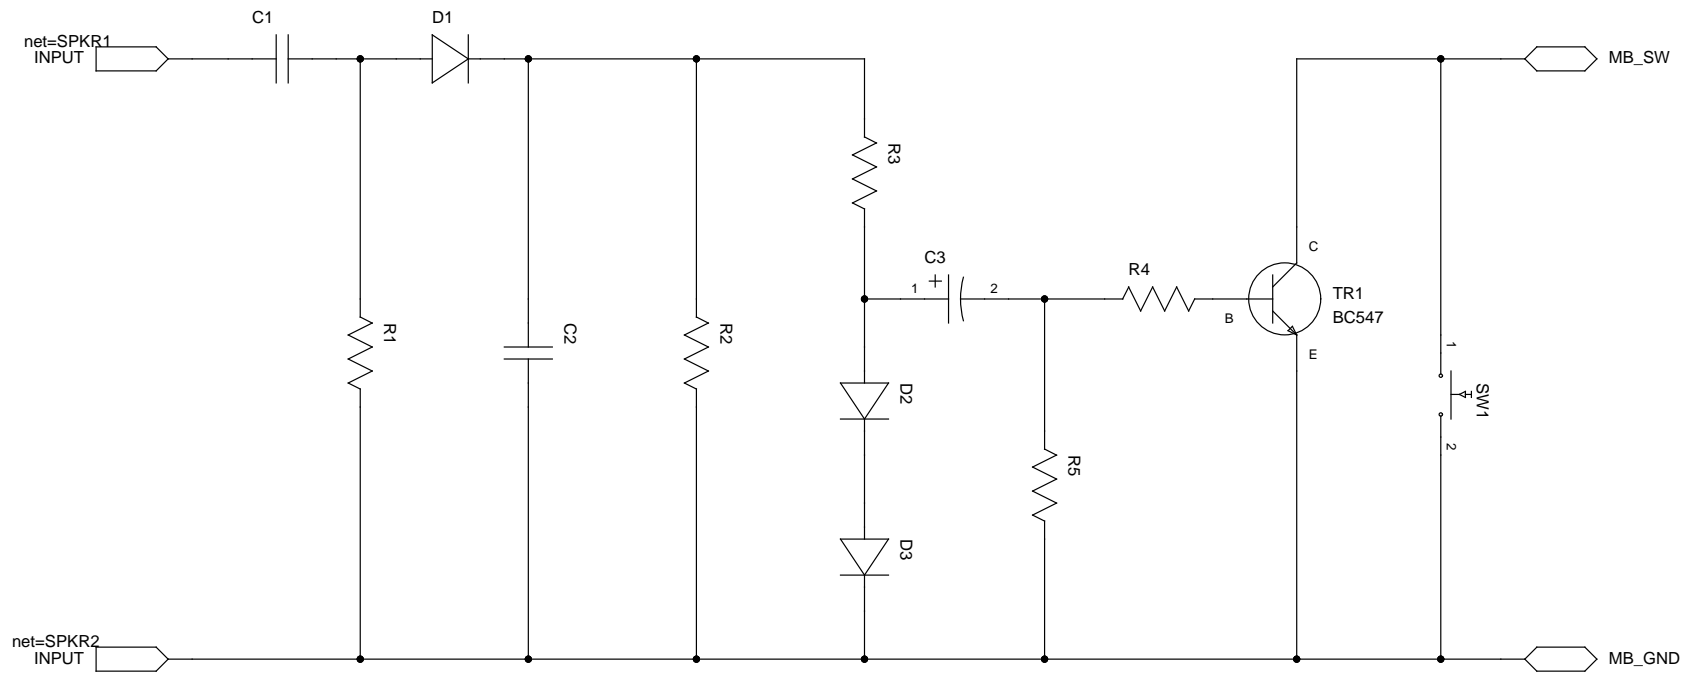 C1
D1
net=SPKR1
INPUT
MB_SW
R3
C
C3
+
1
2
R4
TR1
BC547
B
E
R1
C2
R2
D2
1
SW1
2
R5
D3
net=SPKR2
INPUT
MB_GND